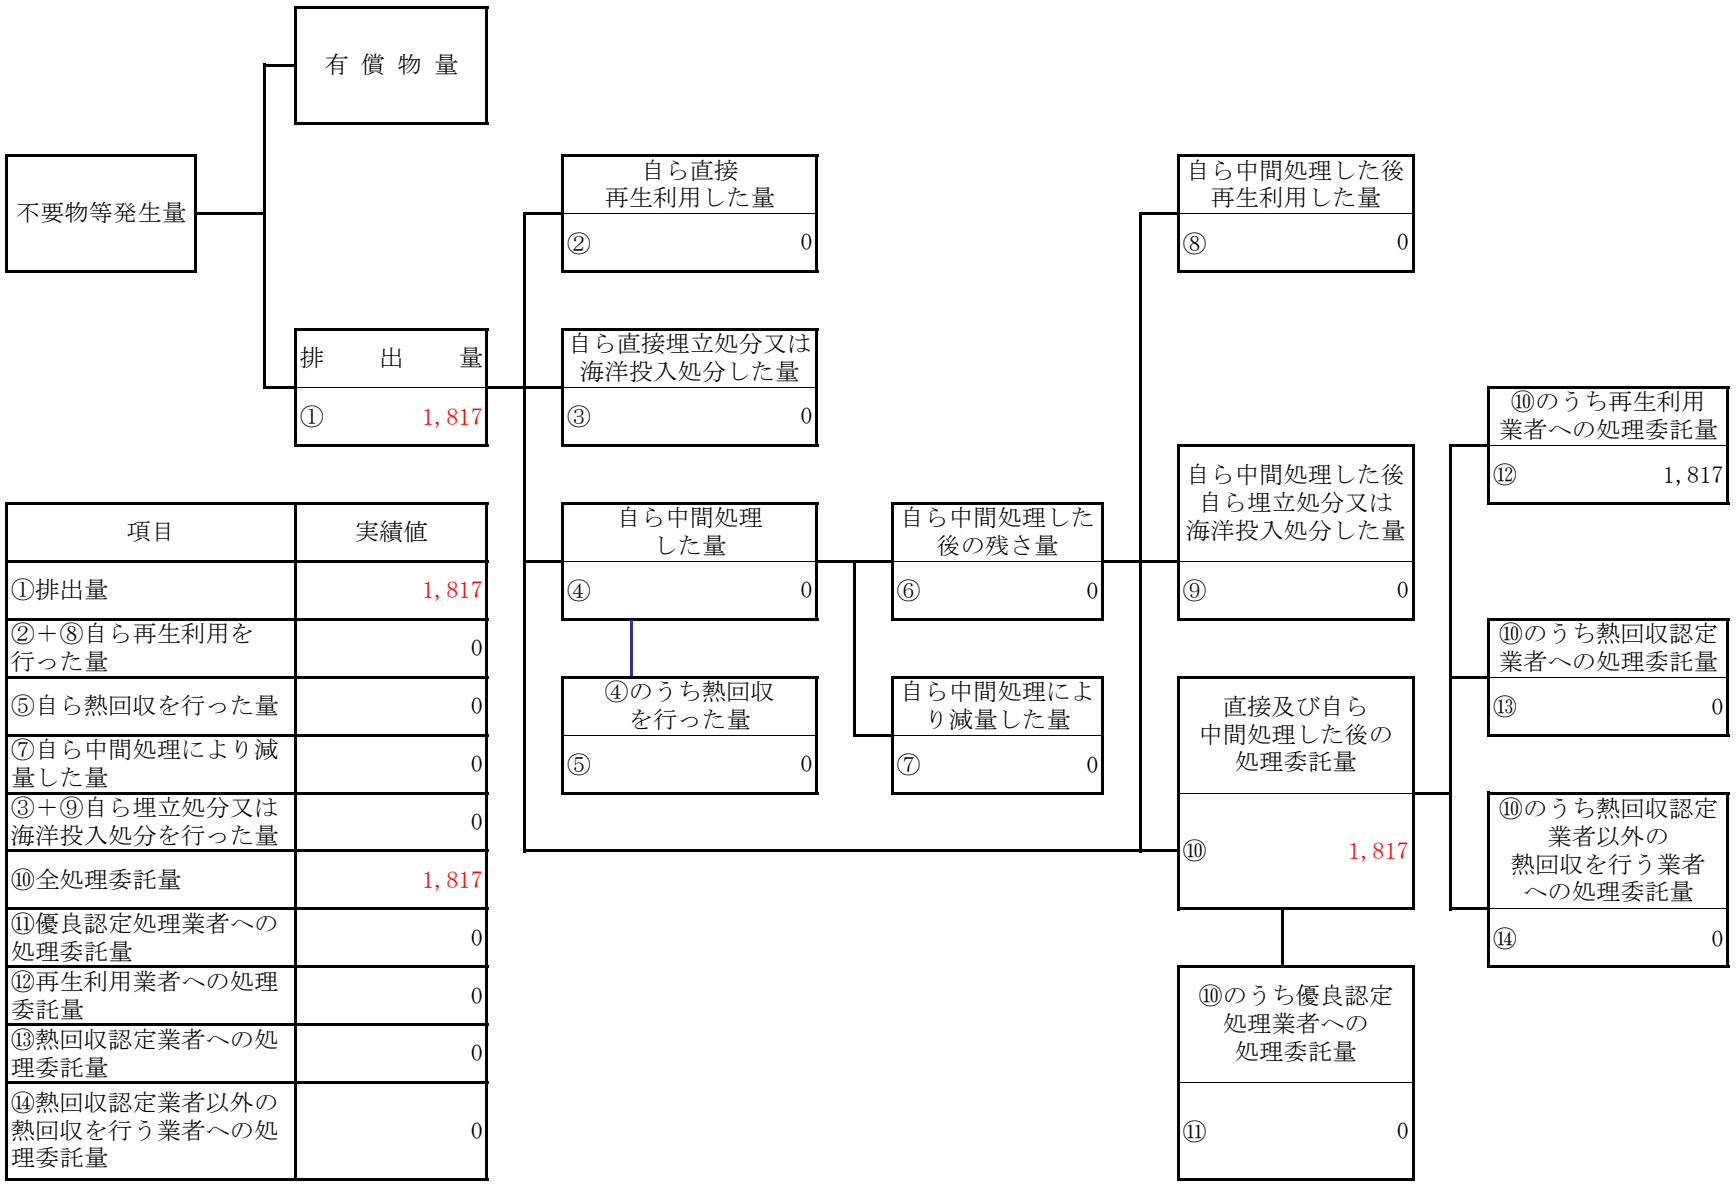 有償物量
不要物等発生量
排出量
① 1,817
自ら直接
再生利用した量
② 0
自ら直接埋立処分又は
海洋投入処分した量
③ 0
自ら中間処理
した量
④ 0
④のうち熱回収
を行った量
⑤ 0
自ら中間処理した
後の残さ量
⑥ 0
自ら中間処理によ
り減量した量
⑦ 0
自ら中間処理した後
再生利用した量
⑧ 0
自ら中間処理した後
自ら埋立処分又は
海洋投入処分した量
⑨ 0
直接及び自ら
中間処理した後の
処理委託量
⑩ 1,817
⑩のうち優良認定
処理業者への
処理委託量
⑪ 0
⑩のうち再生利用
業者への処理委託量
⑫ 1,817
⑩のうち熱回収認定
業者への処理委託量
⑬ 0
⑩のうち熱回収認定
業者以外の
熱回収を行う業者
への処理委託量
⑭ 0
項目 実績値
①排出量 1,817
②＋⑧自ら再生利用を
行った量 0
⑤自ら熱回収を行った量 0
⑦自ら中間処理により減
量した量 0
③＋⑨自ら埋立処分又は
海洋投入処分を行った量 0
⑩全処理委託量 1,817
⑪優良認定処理業者への
処理委託量 0
⑫再生利用業者への処理
委託量 0
⑬熱回収認定業者への処
理委託量 0
⑭熱回収認定業者以外の
熱回収を行う業者への処
理委託量 0